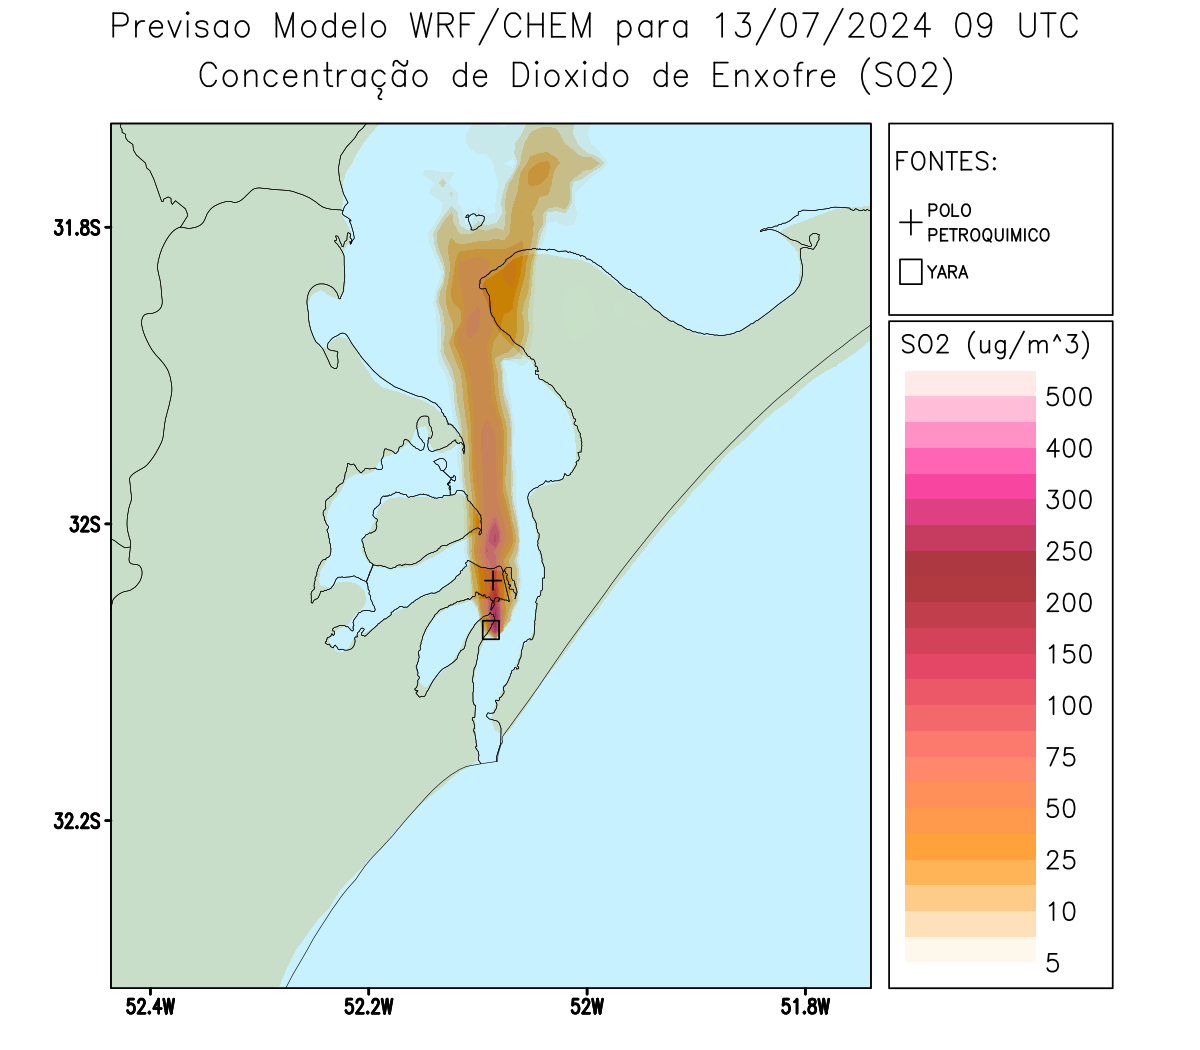 Previsao Modelo WRF/CHEM para 13/07/2024 09 UTC
Concentração de Dioxido de Enxofre (SO2)
FONTES:
POLO
PETROQUIMICO
YARA
31.8S
32S
32.2S
52.4W
52.2W
52W
51.8W
SO2 (ug/m^3)
500
400
300
250
200
150
100
75
50
25
10
5